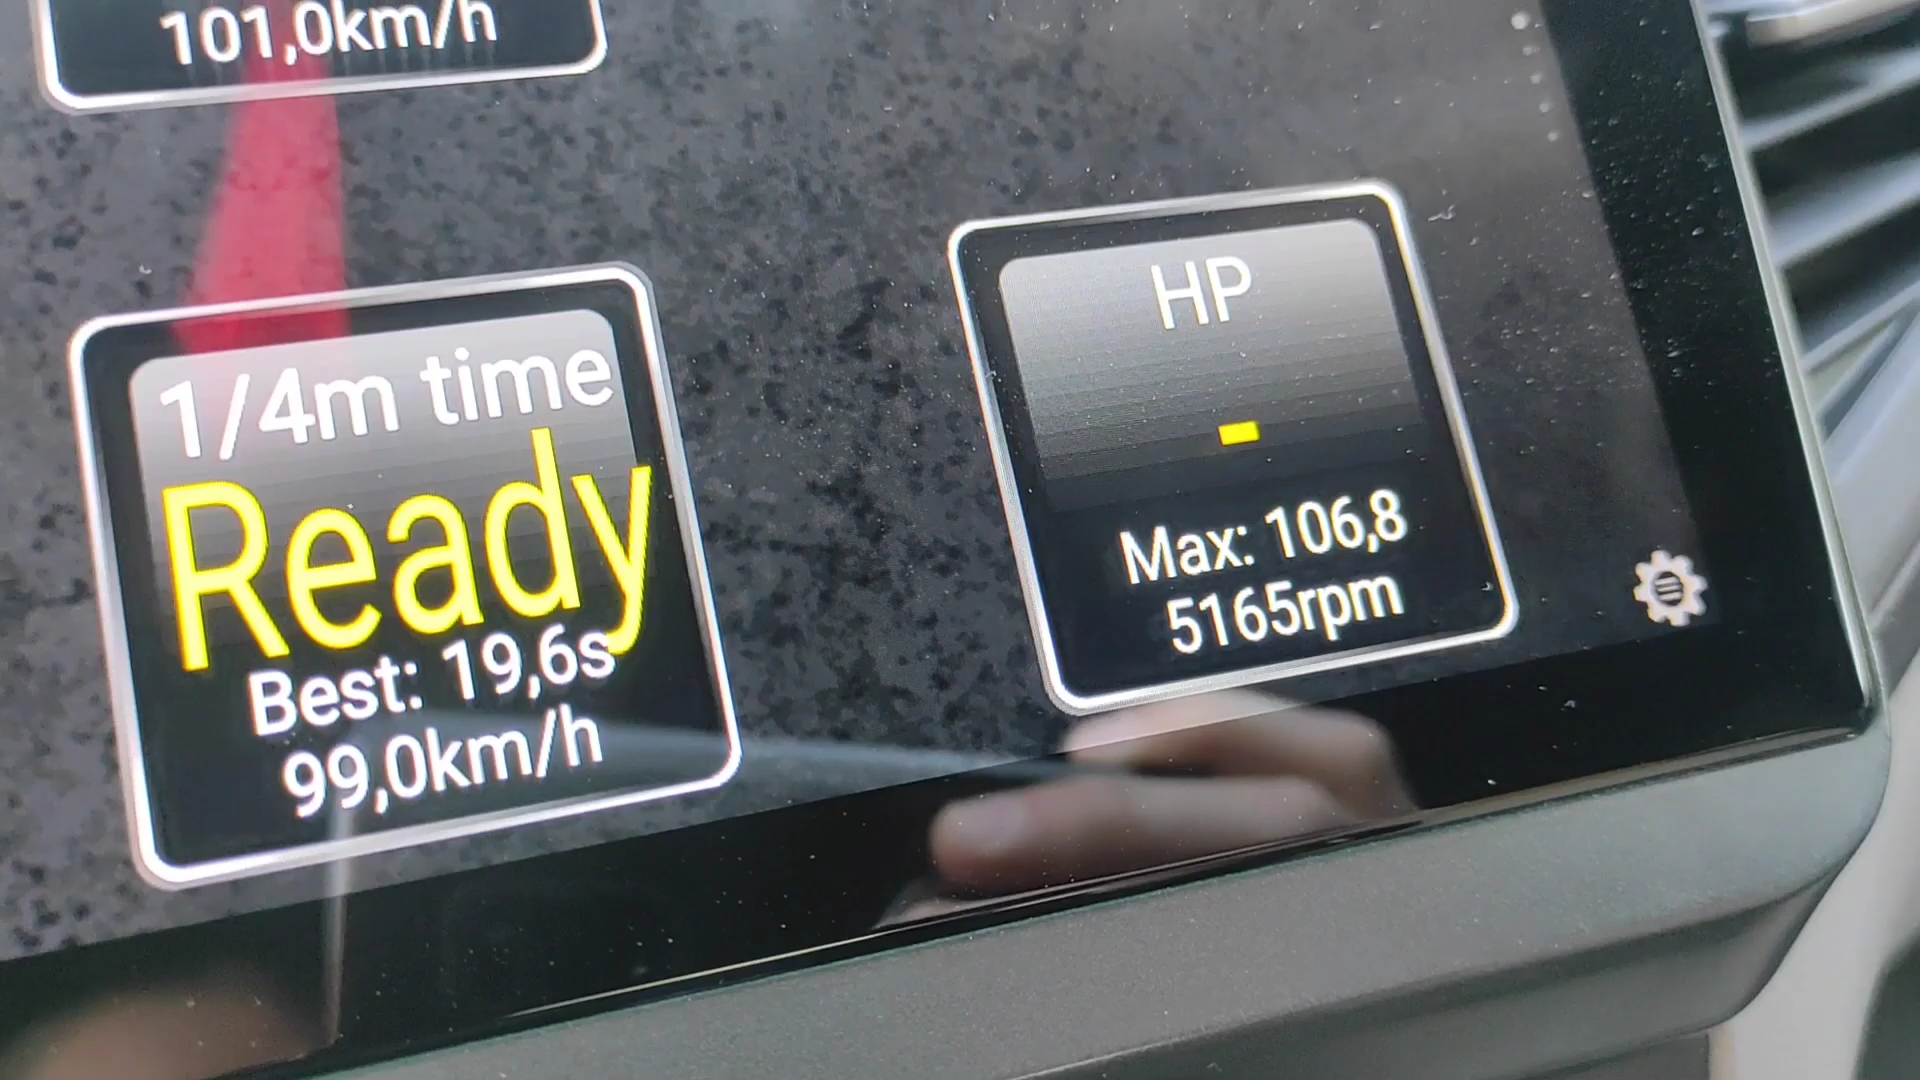 101,0km/h
1/4m time
Ready
Best: 19,6s
99,0km/h
HP
-
Max: 106,8
5165rpm